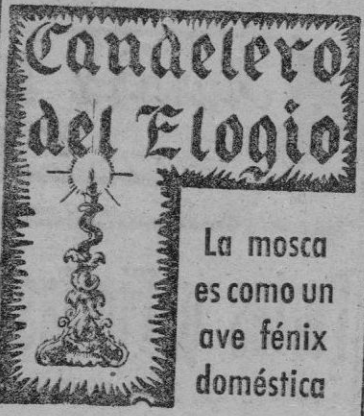 Candelero
del Elogio
La mosca
es como un
ave fénix
doméstica